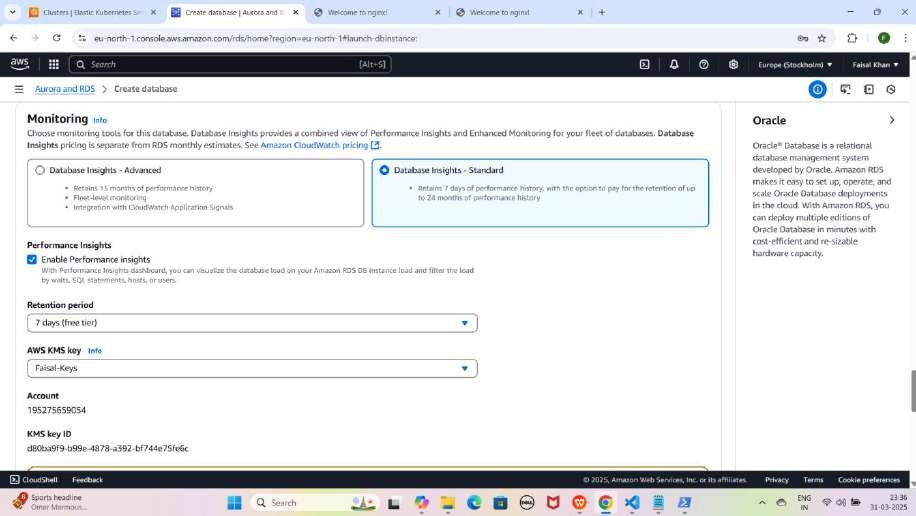 Clusters | Elastic Kubernetes Se
Create database | Aurora and R
Welcome to nginx!
Welcome to nginx!
eu-north-1.console.aws.amazon.com/rds/home?region=eu-north-1#launch-dbinstance:
F
aws
Search
[Alt+S]
Europe (Stockholm)
Faisal Khan
Aurora and RDS
Create database
Monitoring Info
Choose monitoring tools for this database. Database Insights provides a combined view of Performance Insights and Enhanced Monitoring for your fleet of databases. Database
Insights pricing is separate from RDS monthly estimates. See Amazon CloudWatch pricing
Database Insights - Advanced
• Retains 15 months of performance history
• Fleet-level monitoring
• Integration with CloudWatch Application Signals
Database Insights - Standard
• Retains 7 days of performance history, with the option to pay for the retention of up
to 24 months of performance history
Performance Insights
Enable Performance insights
With Performance Insights dashboard, you can visualize the database load on your Amazon RDS DB instance load and filter the load
by waits, SQL statements, hosts, or users.
Retention period
7 days (free tier)
AWS KMS key Info
Faisal-Keys
Account
195275659054
KMS key ID
d80ba9f9-b99e-4878-a392-bf744e75fe6c
Oracle
Oracle® Database is a relational
database management system
developed by Oracle. Amazon RDS
makes it easy to set up, operate, and
scale Oracle Database deployments
in the cloud. With Amazon RDS, you
can deploy multiple editions of
Oracle Database in minutes with
cost-efficient and re-sizable
hardware capacity.
CloudShell
Feedback
© 2025, Amazon Web Services, Inc. or its affiliates.
Privacy
Terms
Cookie preferences
Sports headline
Omar Marmous...
Search
DELL
ENG
IN
23:36
31-03-2025